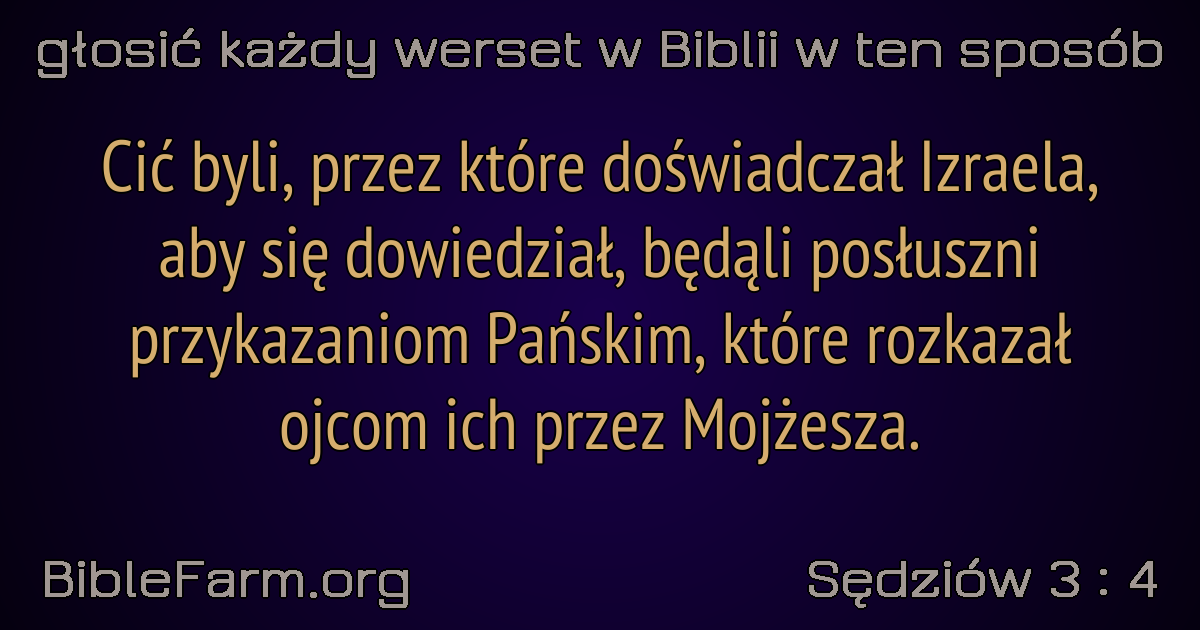 głosić każdy werset w Biblii w ten sposób
Cić byli, przez które doświadczał Izraela,
aby się dowiedział, będąli posłuszni
przykazaniom Pańskim, które rozkazał
ojcom ich przez Mojżesza.
BibleFarm.org
Sędziów 3 : 4